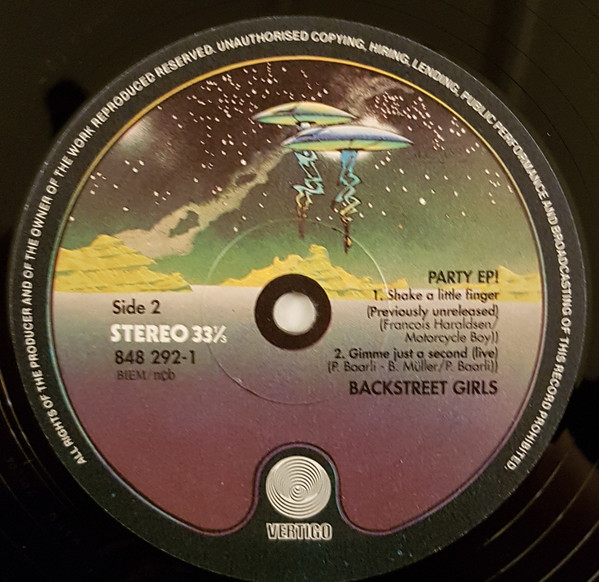 ALL RIGHTS OF THE PRODUCER AND OF THE OWNER OF THE WORK REPRODUCED RESERVED. UNAUTHORISED COPYING, HIRING, LENDING, PUBLIC PERFORMANCE AND BROADCASTING OF THIS RECORD PROHIBITED.
Side 2
STEREO 33⅓
848 292-1
BIEM/ncb
PARTY EP!
1. Shake a little finger
(Previously unreleased)
(Francois Haraldsen/
Motorcycle Boy))
2. Gimme just a second (live)
(P. Baarli - B. Müller/P. Baarli))
BACKSTREET GIRLS
VERTIGO